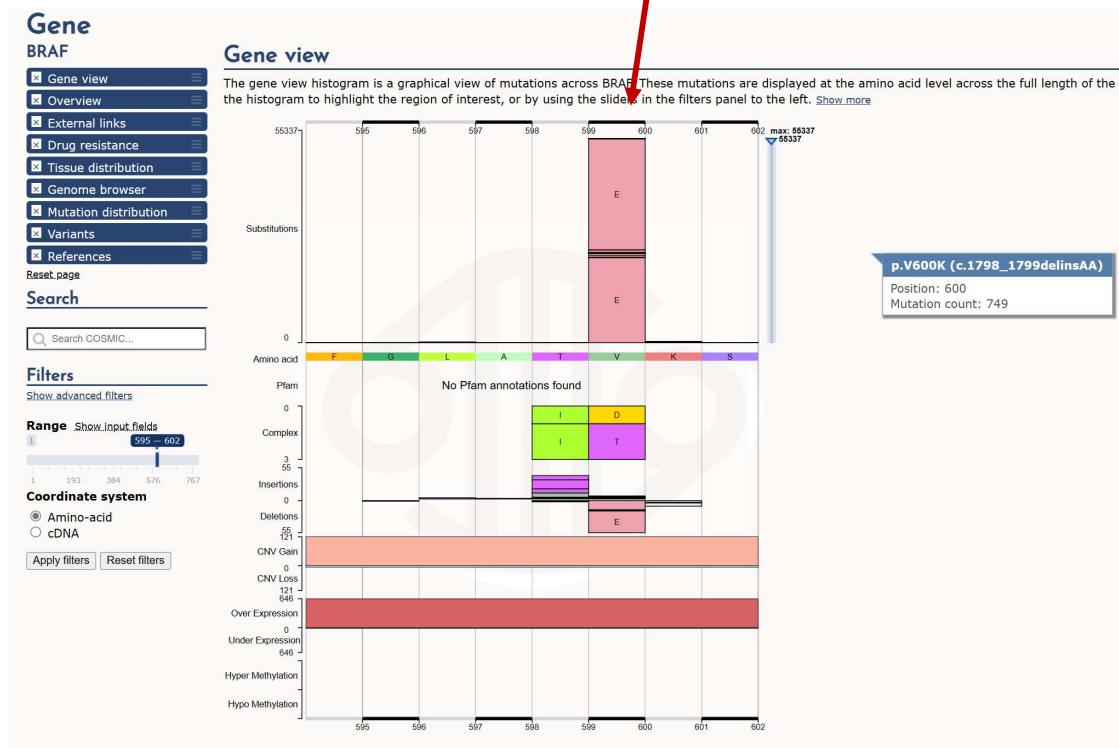 Gene
BRAF
Gene view
Overview
External links
Drug resistance
Tissue distribution
Genome browser
Mutation distribution
Variants
References
Reset page
Search
Search COSMIC...
Filters
Show advanced filters
Range Show input fields
1 595 — 602
1 193 384 576 767
Coordinate system
Amino-acid
cDNA
Apply filters Reset filters
Gene view
The gene view histogram is a graphical view of mutations across BRAF. These mutations are displayed at the amino acid level across the full length of the
the histogram to highlight the region of interest, or by using the sliders in the filters panel to the left. Show more
595 596 597 598 599 600 601 602
55337
max: 55337
55337
E
Substitutions
E
0
Amino acid F G L A T V K S
Pfam No Pfam annotations found
0
I D
Complex
I T
3
55
Insertions
0
Deletions
E
55
121
CNV Gain
0
CNV Loss
121
646
Over Expression
0
Under Expression
646
Hyper Methylation
Hypo Methylation
595 596 597 598 599 600 601 602
p.V600K (c.1798_1799delinsAA)
Position: 600
Mutation count: 749